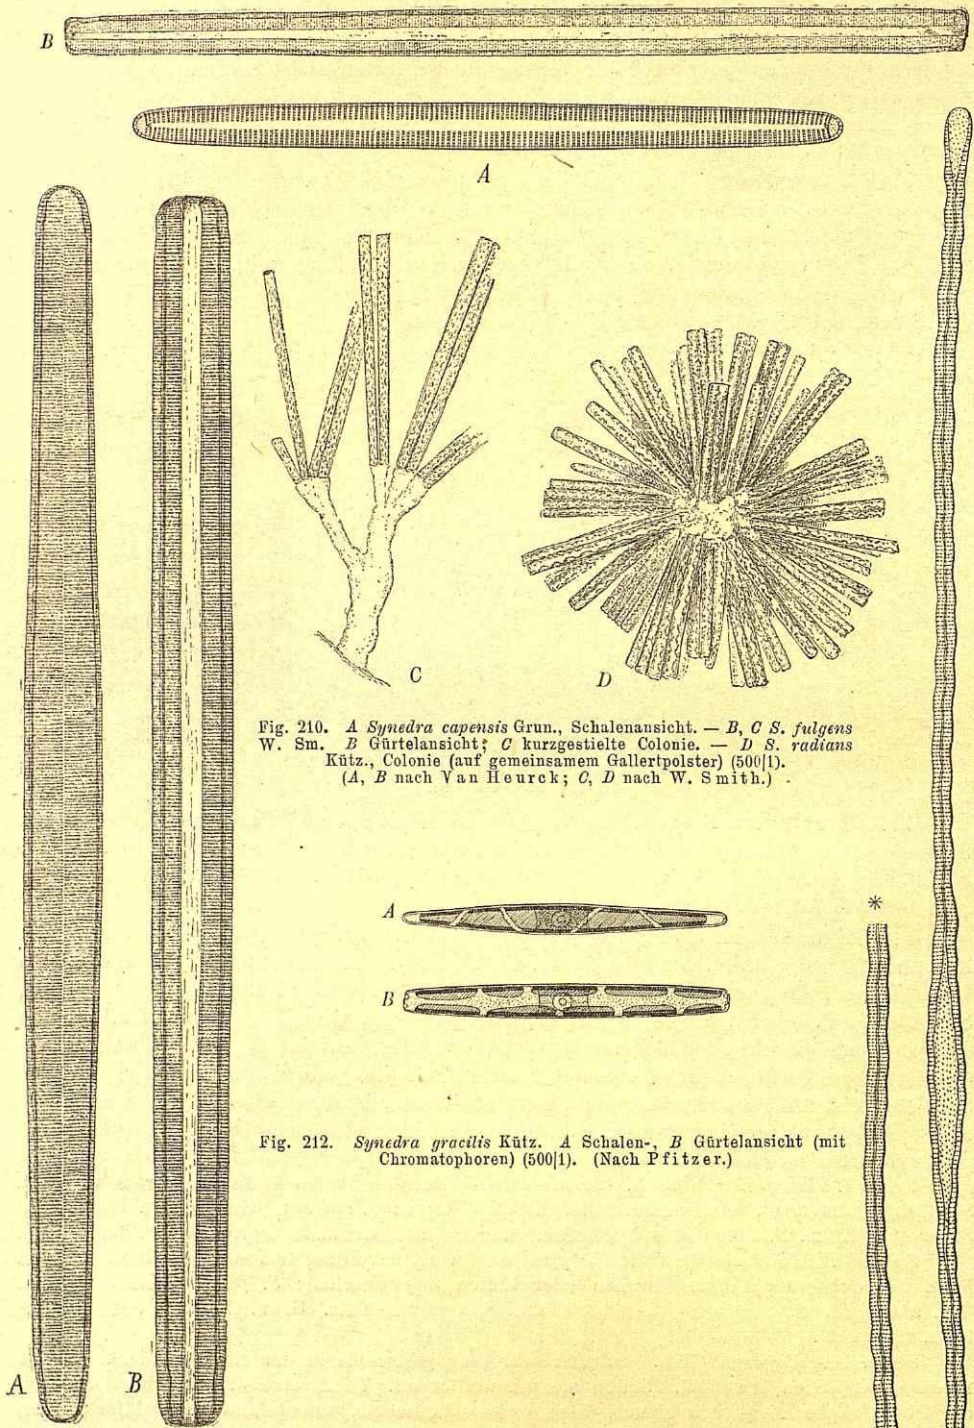 B
A
C
D
Fig. 210. A Synedra capensis Grun., Schalenansicht. — B, C S. fulgens
W. Sm. B Gürtelansicht; C kurzgestielte Colonie. — D S. radians
Kütz., Colonie (auf gemeinsamem Gallertpolster) (500|1).
(A, B nach Van Heurck; C, D nach W. Smith.)
A
*
B
Fig. 212. Synedra gracilis Kütz. A Schalen-, B Gürtelansicht (mit
Chromatophoren) (500|1). (Nach Pfitzer.)
A B